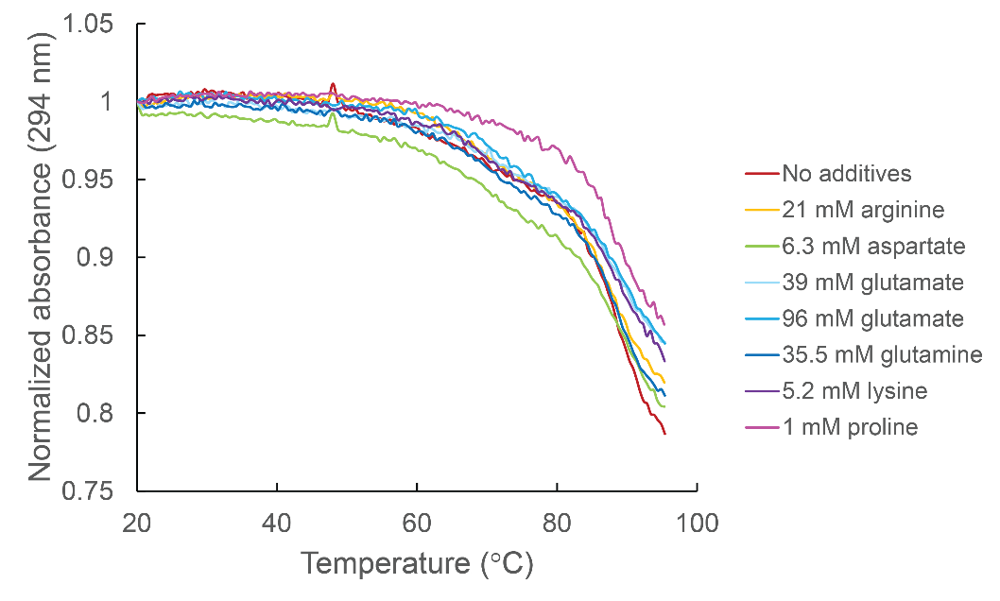 Normalized absorbance (294 nm)
1.05
1
0.95
0.9
0.85
0.8
0.75
20
40
60
80
100
Temperature (°C)
No additives
21 mM arginine
6.3 mM aspartate
39 mM glutamate
96 mM glutamate
35.5 mM glutamine
5.2 mM lysine
1 mM proline